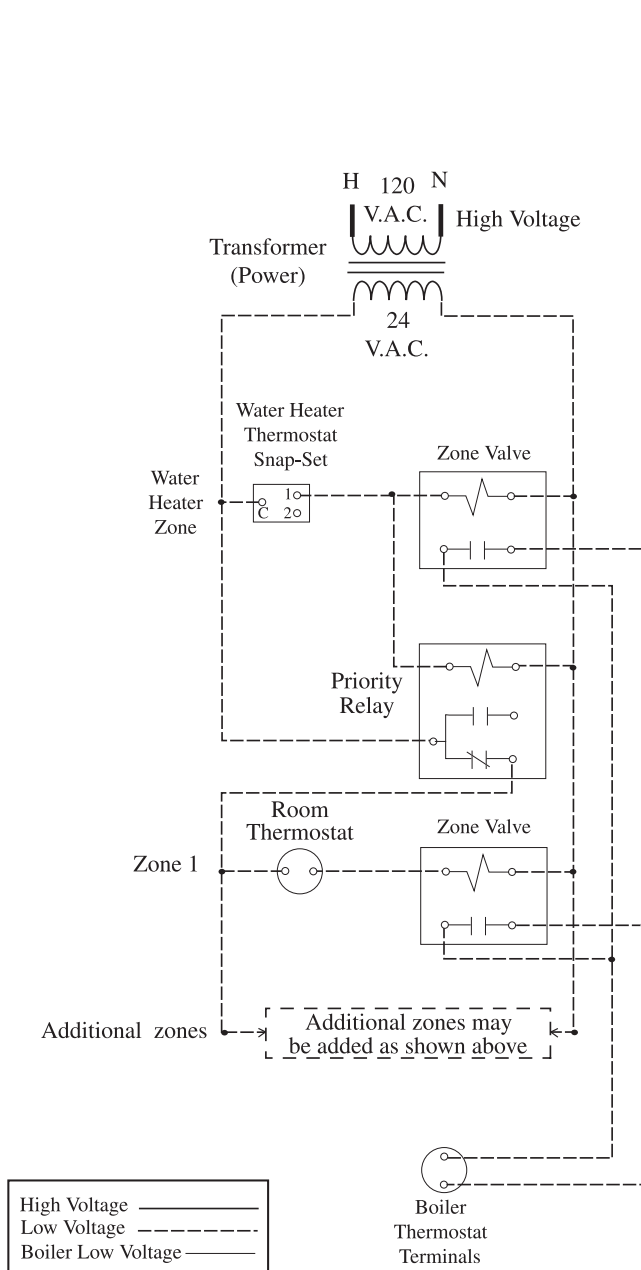 H 120 N
V.A.C. High Voltage
Transformer
(Power)
24
V.A.C.
Water Heater
Thermostat
Snap-Set
Zone Valve
Water
Heater
Zone
1
C 2
Priority
Relay
Room
Thermostat
Zone Valve
Zone 1
Additional zones
Additional zones may
be added as shown above
High Voltage
Low Voltage
Boiler Low Voltage
Boiler
Thermostat
Terminals